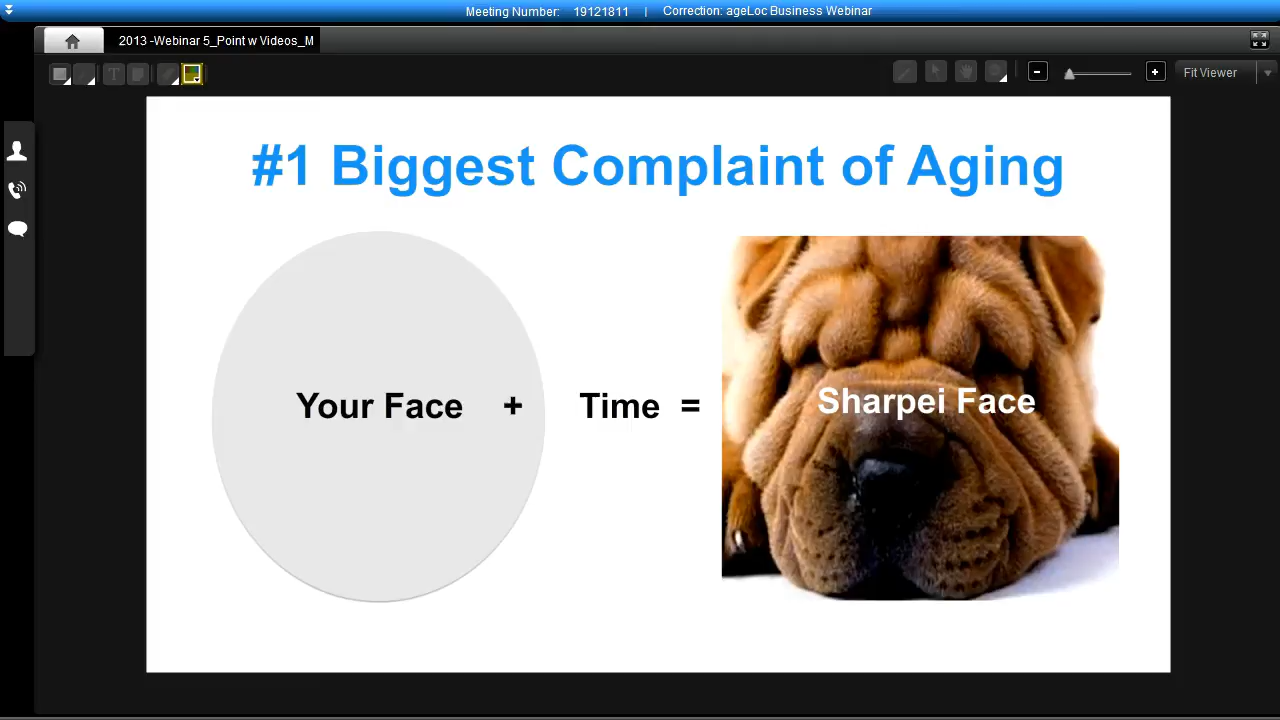 Meeting Number: 19121811 | Correction: ageLoc Business Webinar
2013 -Webinar 5_Point w Videos_M
T
Fit Viewer
#1 Biggest Complaint of Aging
Your Face + Time = Sharpei Face